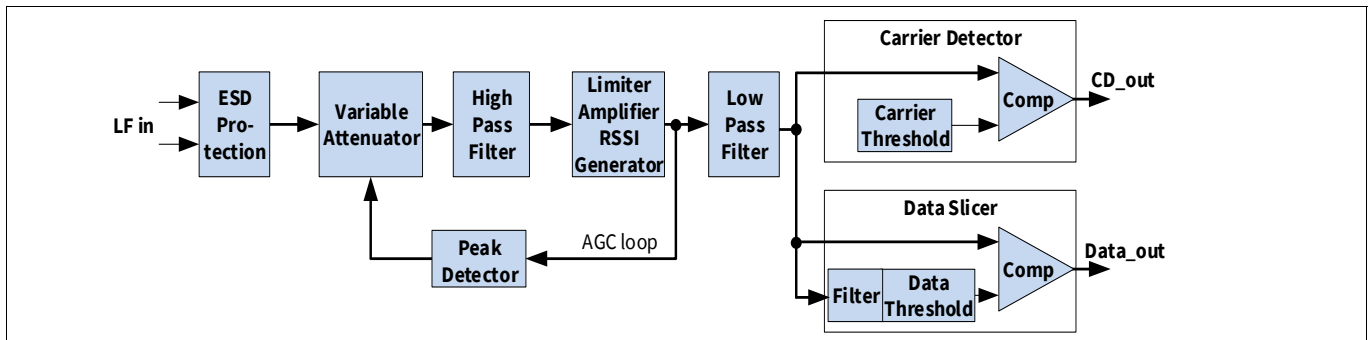 LF in
ESD
Pro-
tection
Variable
Attenuator
High
Pass
Filter
Limiter
Amplifier
RSSI
Generator
Low
Pass
Filter
Peak
Detector
AGC loop
Carrier Detector
Carrier
Threshold
Comp
CD_out
Data Slicer
Filter
Data
Threshold
Comp
Data_out